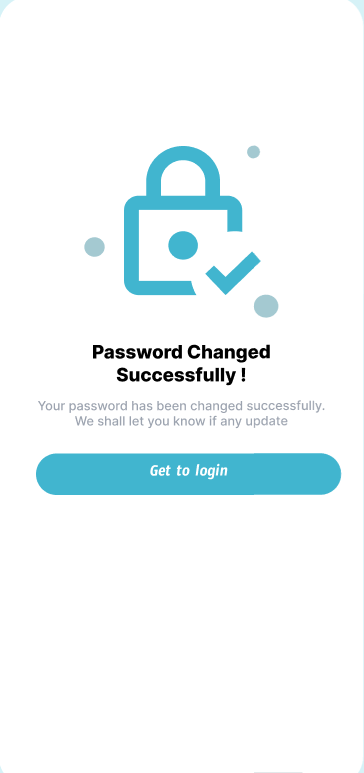 Password Changed
Successfully !
Your password has been changed successfully.
We shall let you know if any update
Get to login